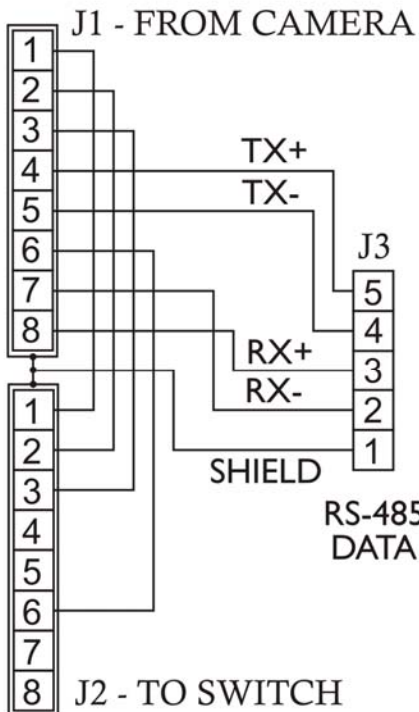 J1 - FROM CAMERA
1
2
3
4
5
6
7
8
TX+
TX-
RX+
RX-
SHIELD
J3
5
4
3
2
1
RS-485
DATA
1
2
3
4
5
6
7
8
J2 - TO SWITCH